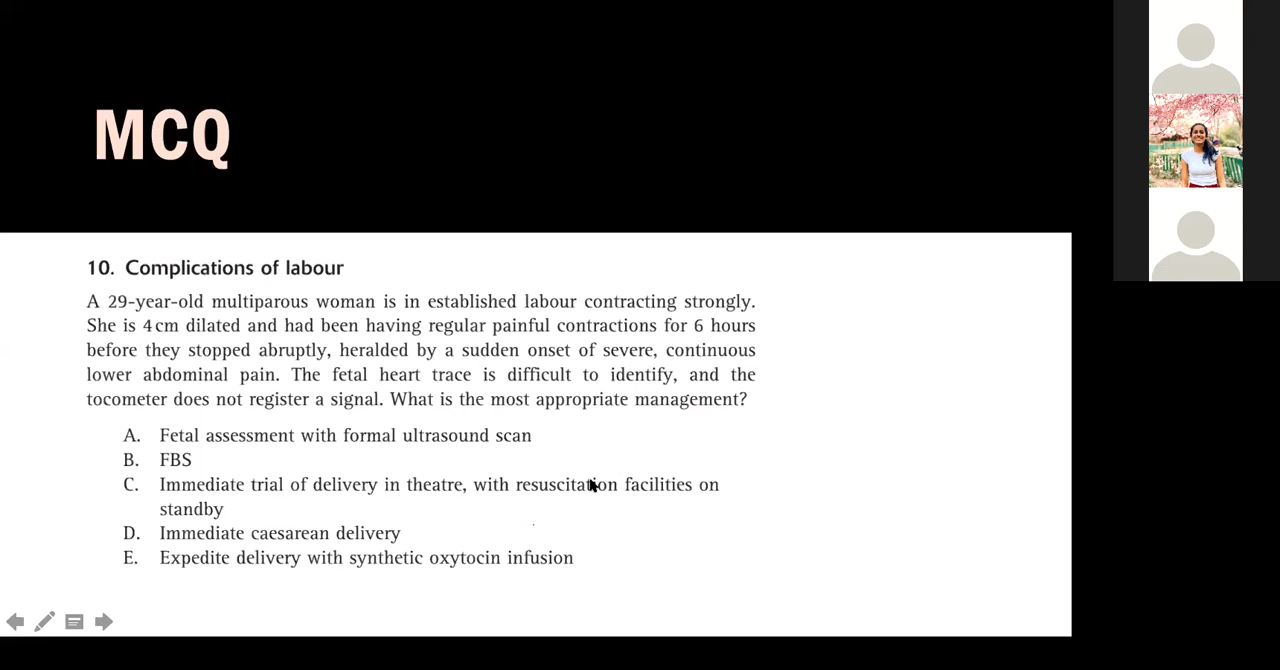 MCQ
10. Complications of labour
A 29-year-old multiparous woman is in established labour contracting strongly.
She is 4 cm dilated and had been having regular painful contractions for 6 hours
before they stopped abruptly, heralded by a sudden onset of severe, continuous
lower abdominal pain. The fetal heart trace is difficult to identify, and the
tocometer does not register a signal. What is the most appropriate management?
A. Fetal assessment with formal ultrasound scan
B. FBS
C. Immediate trial of delivery in theatre, with resuscitation facilities on
standby
D. Immediate caesarean delivery
E. Expedite delivery with synthetic oxytocin infusion